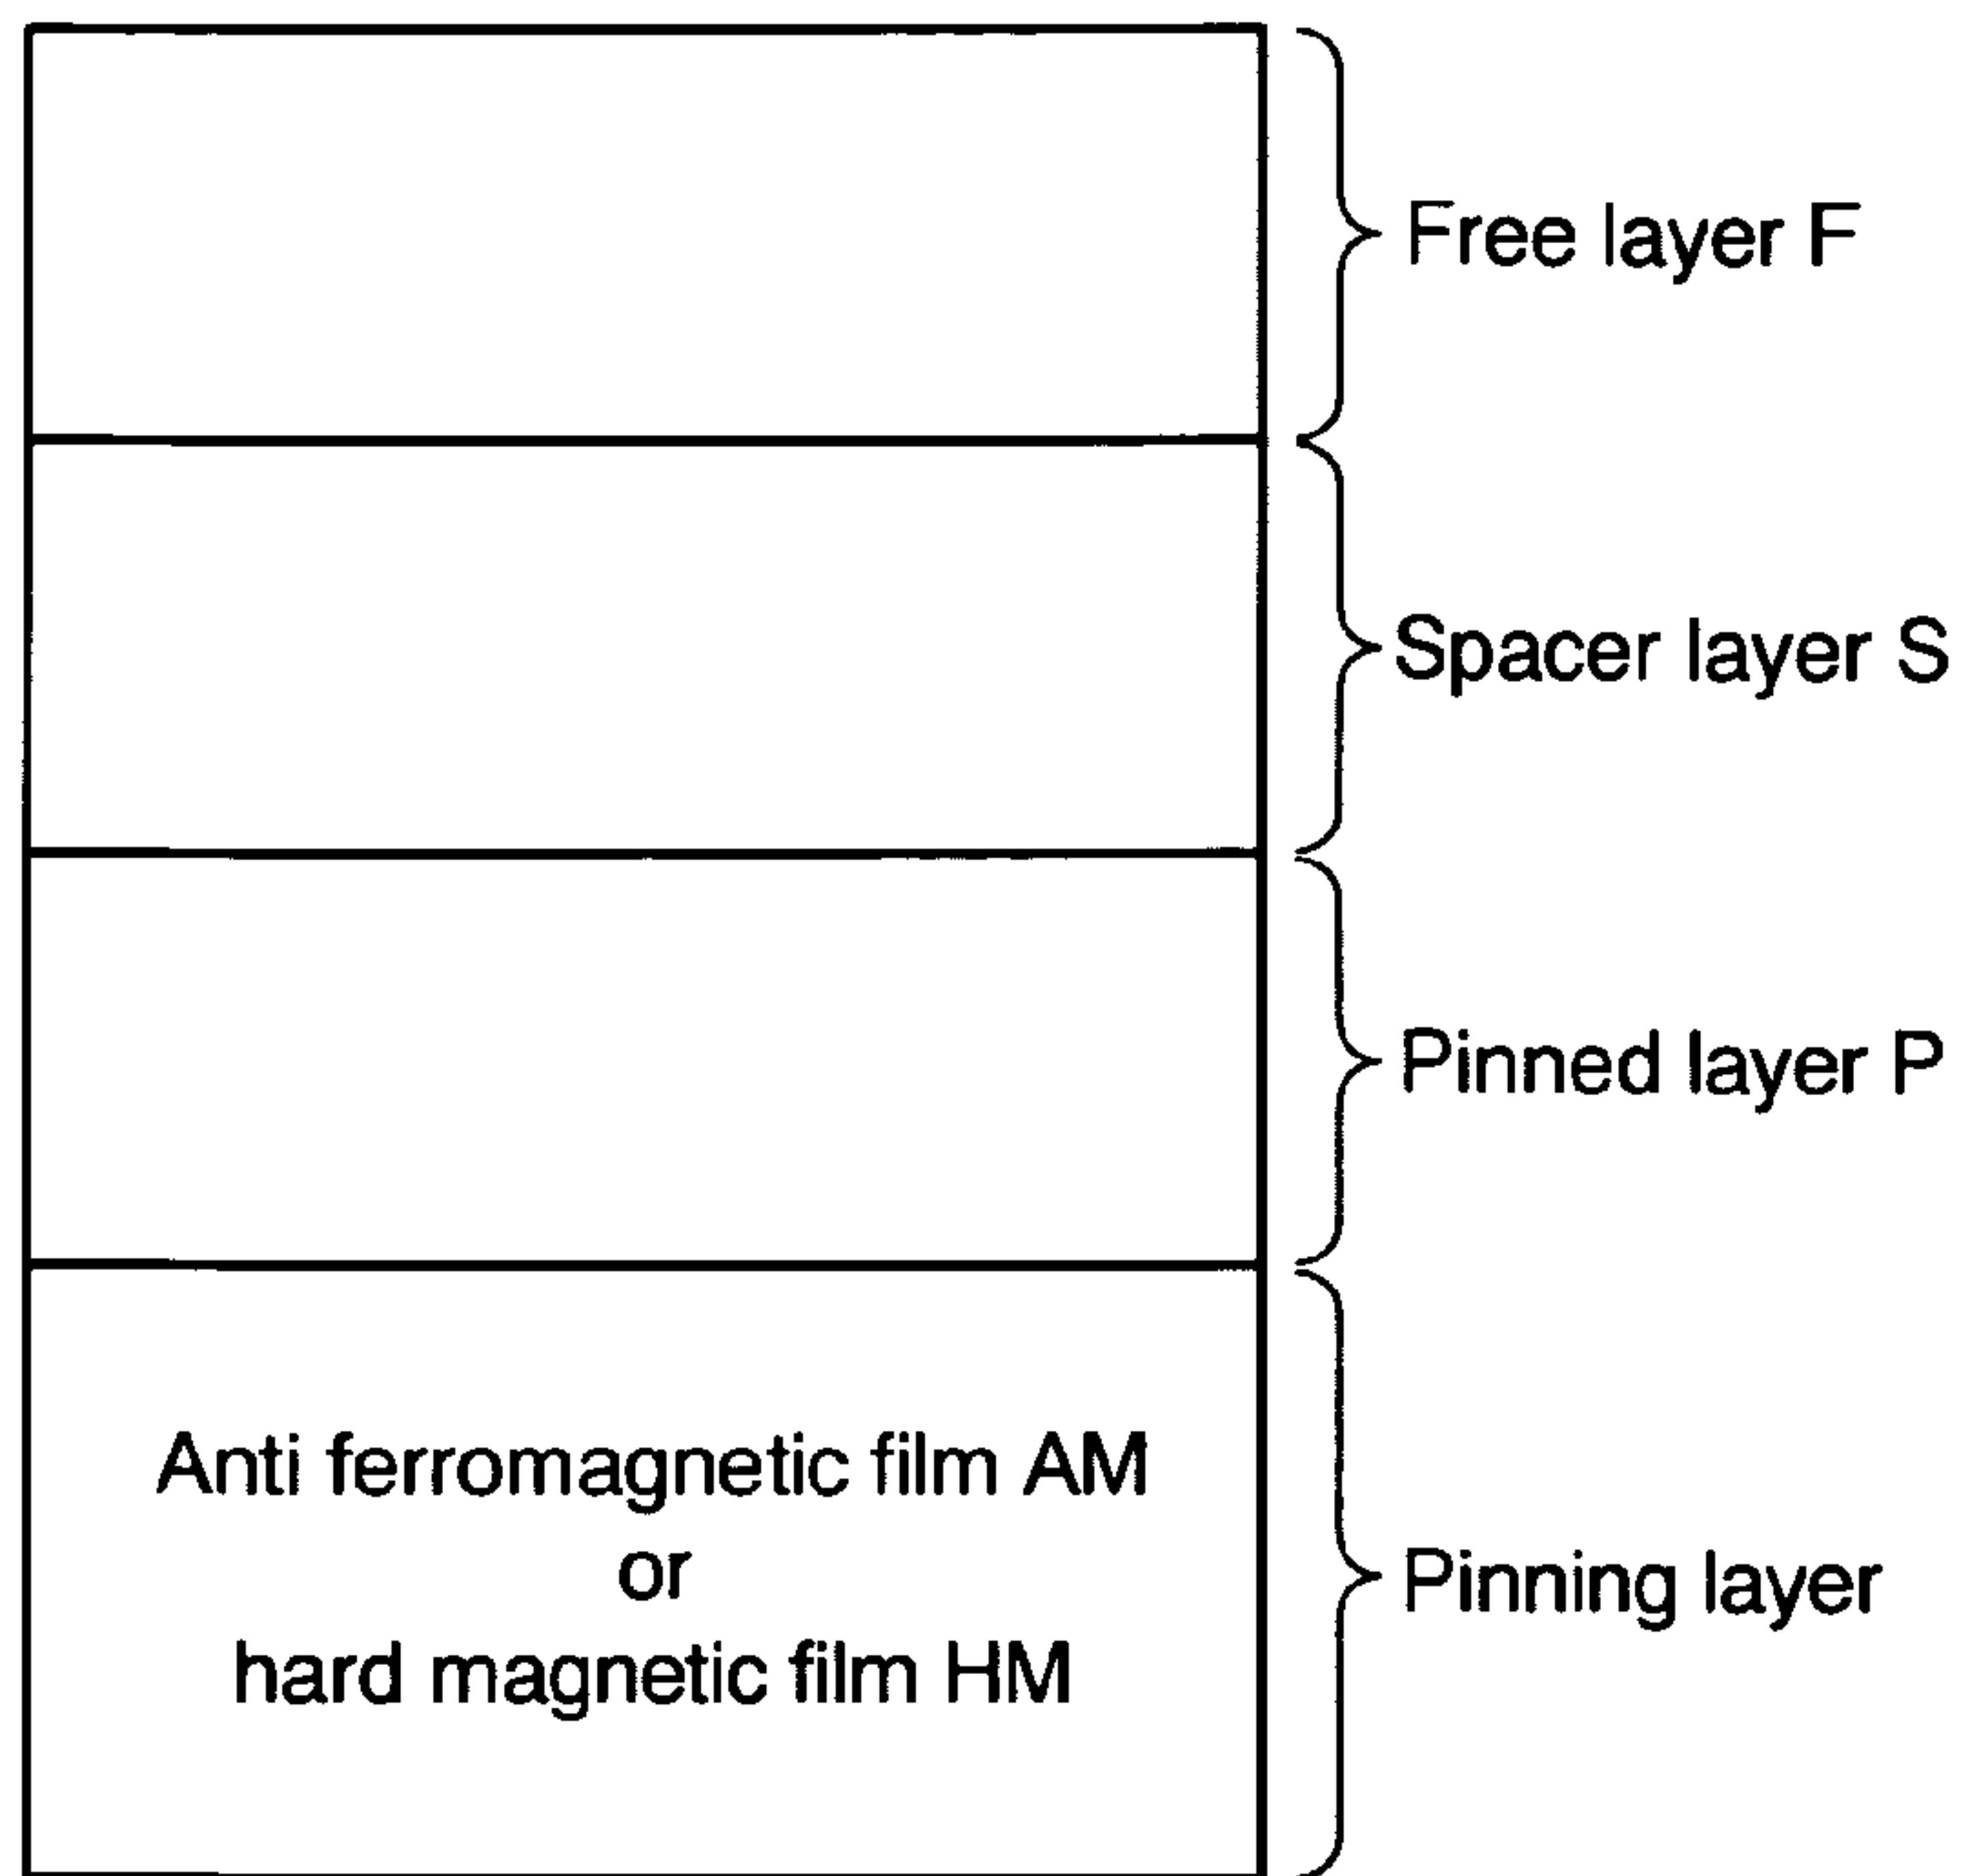 Free layer F
Spacer layer S
Pinned layer P
Anti ferromagnetic film AM
or
hard magnetic film HM
Pinning layer